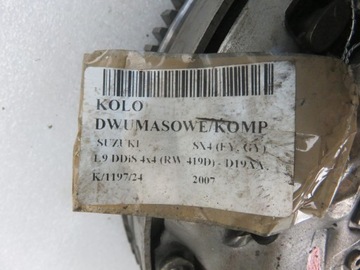 KOLO
DWUMASOWE/KOMP
SUZUKI SX4 (EY, GY)
1.9 DDiS 4x4 (RW 419D) - D19AA,
K/1197/24 2007